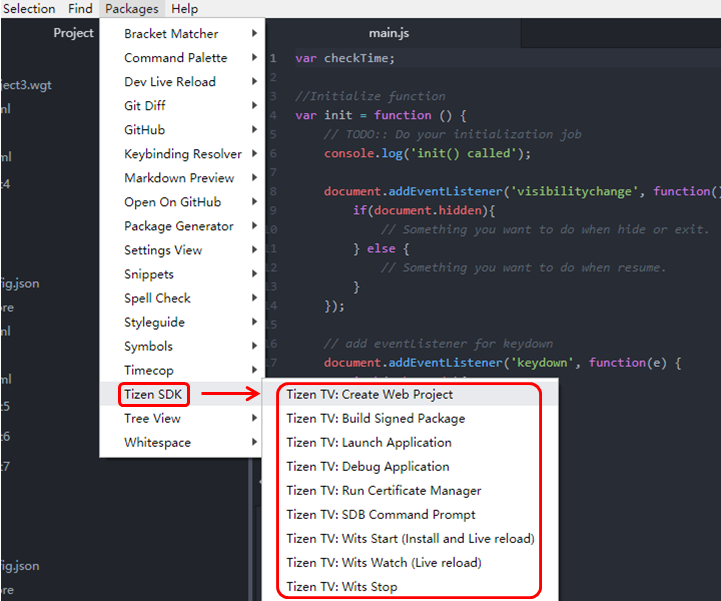 Selection Find Packages Help
Project
ject3.wgt
ml
ml
t4
fig.json
ore
ml
ml
t5
t6
t7
fig.json
ore
Bracket Matcher
Command Palette
Dev Live Reload
Git Diff
GitHub
Keybinding Resolver
Markdown Preview
Open On GitHub
Package Generator
Settings View
Snippets
Spell Check
Styleguide
Symbols
Timecop
Tizen SDK
Tree View
Whitespace
Tizen TV: Create Web Project
Tizen TV: Build Signed Package
Tizen TV: Launch Application
Tizen TV: Debug Application
Tizen TV: Run Certificate Manager
Tizen TV: SDB Command Prompt
Tizen TV: Wits Start (Install and Live reload)
Tizen TV: Wits Watch (Live reload)
Tizen TV: Wits Stop
main.js
1 var checkTime;
2
3 //Initialize function
4 var init = function () {
5 // TODO:: Do your initialization job
6 console.log('init() called');
7
8 document.addEventListener('visibilitychange', function()
9 if(document.hidden){
10 // Something you want to do when hide or exit.
11 } else {
12 // Something you want to do when resume.
13 }
14 });
15
16 // add eventListener for keydown
17 document.addEventListener('keydown', function(e) {